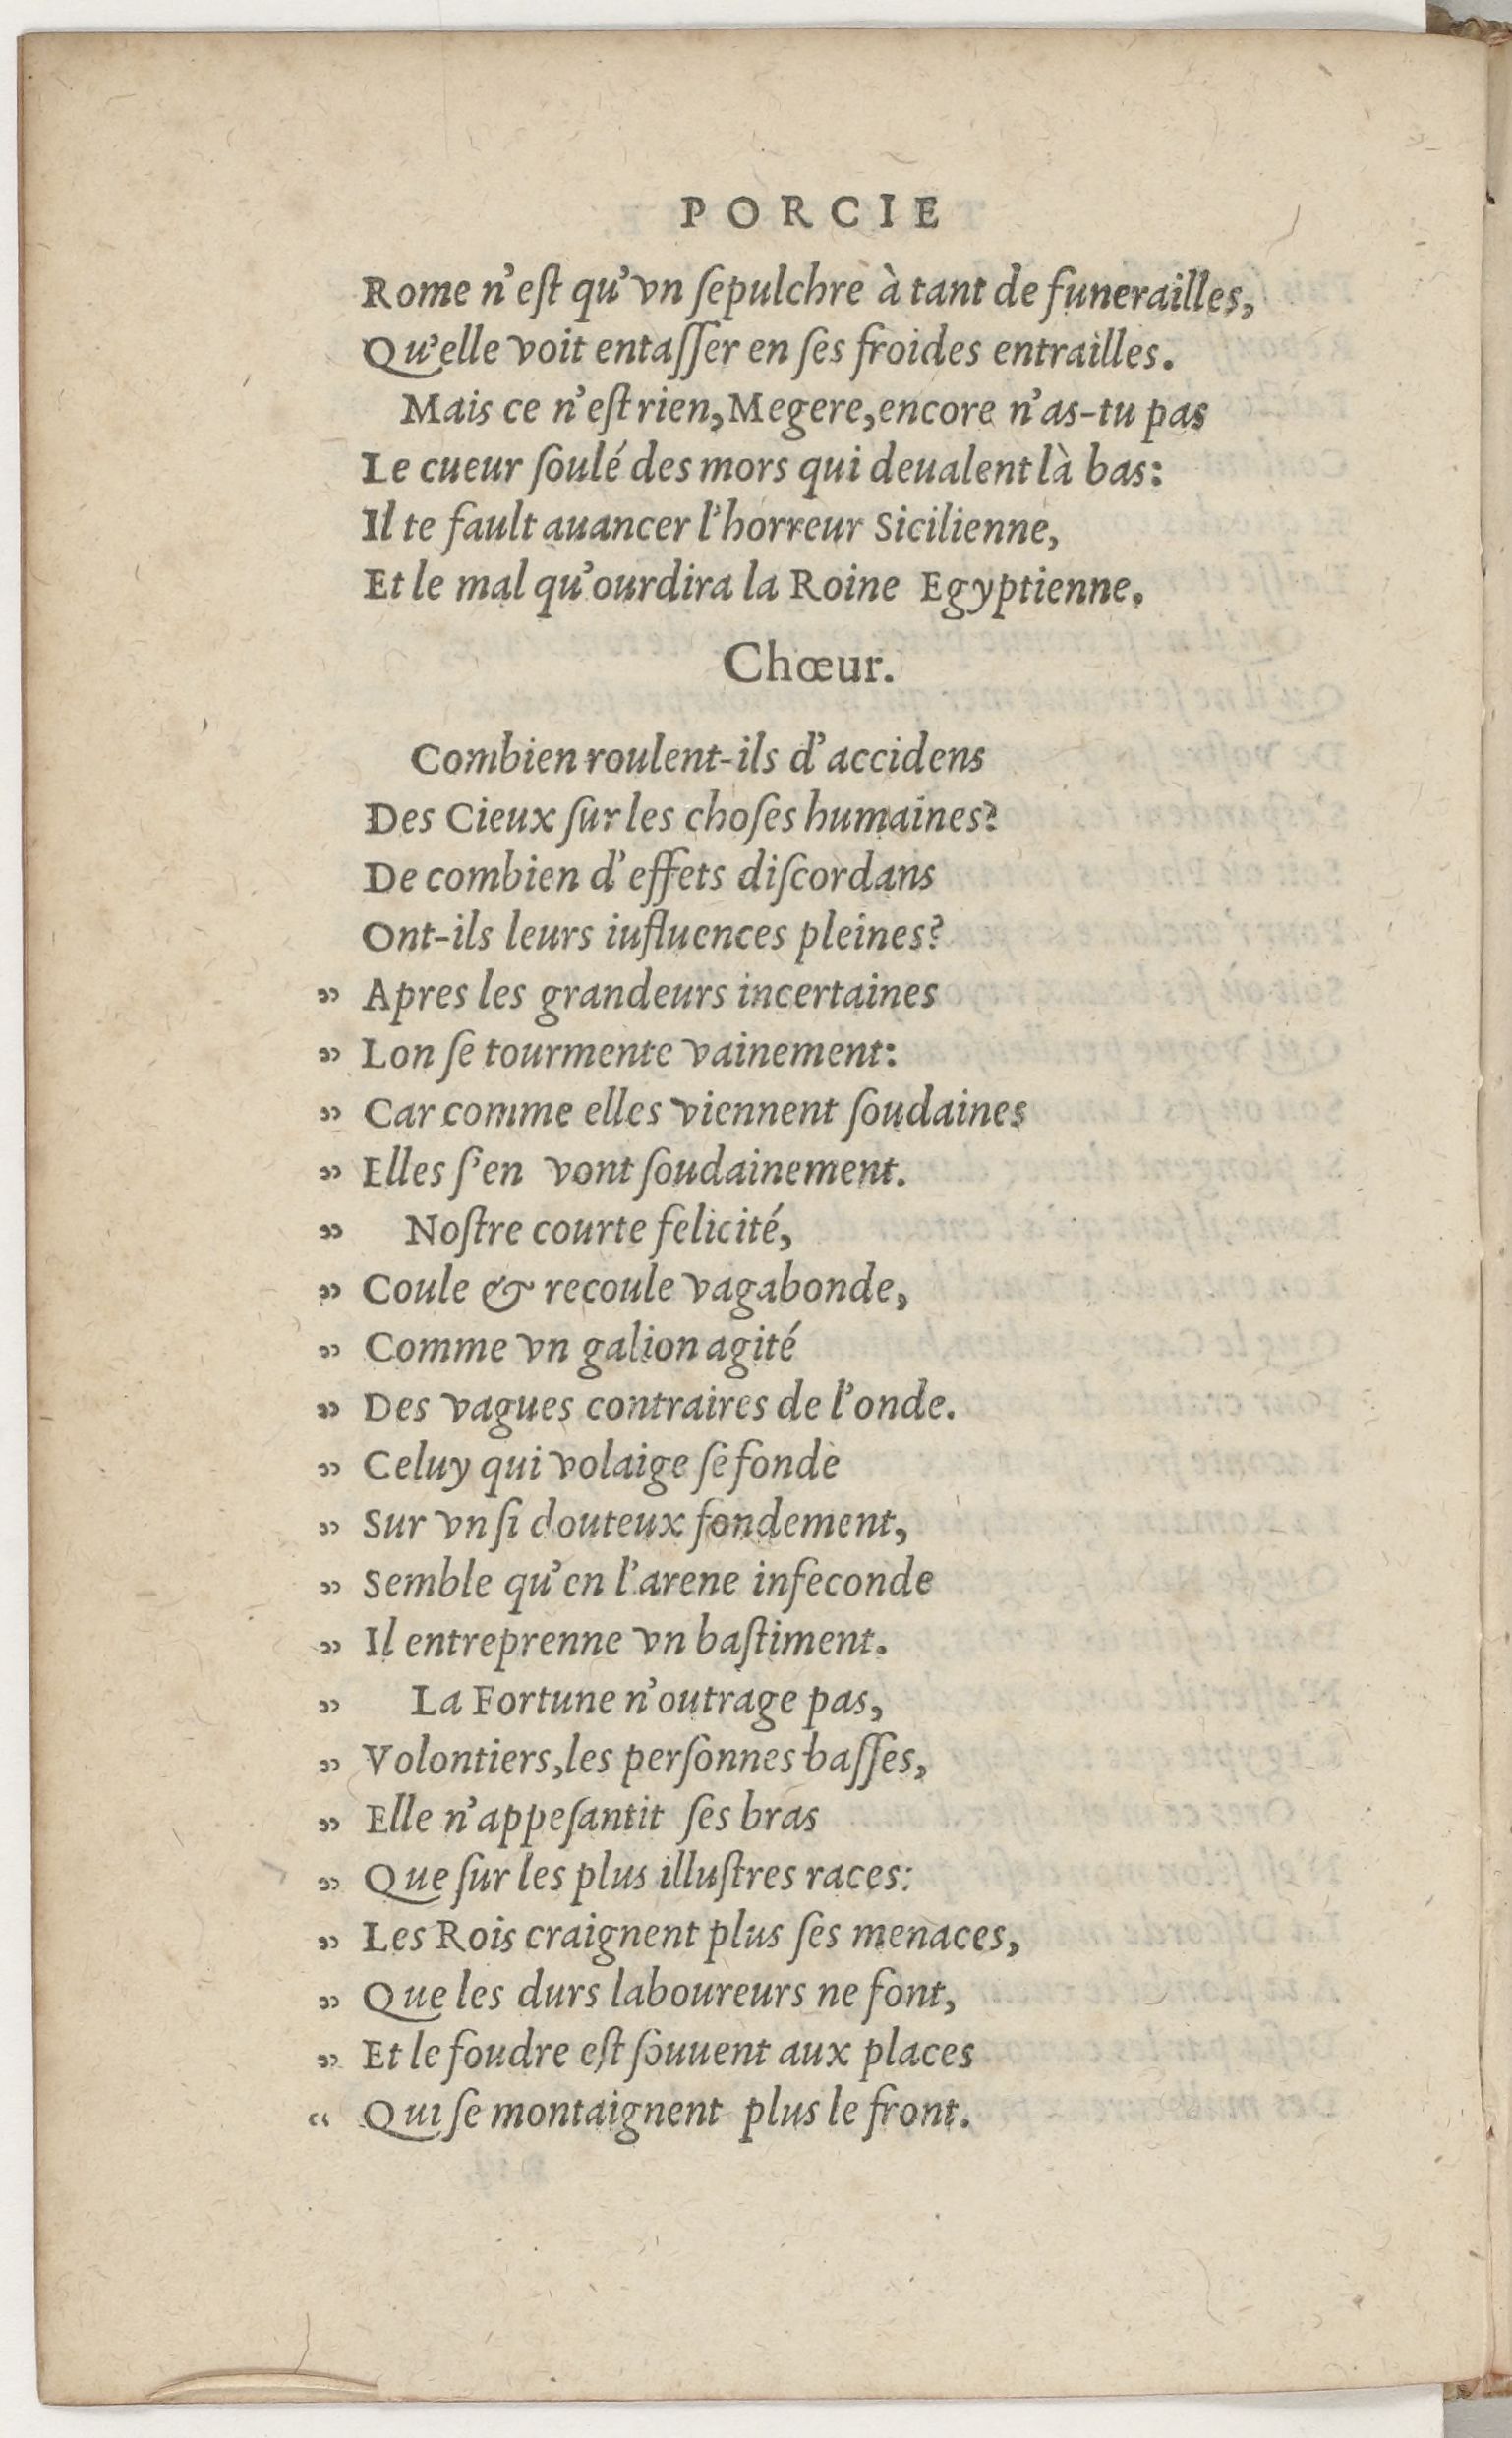 PORCIE
Rome n'eſt qu'vn ſepulchre à tant de funerailles,
Qu'elle voit entaſſer en ſes froides entrailles.
Mais ce n'eſt rien, Megere, encore n'as-tu pas
Le cueur ſoulé des mors qui deualent là bas:
Il te fault auancer l'horreur Sicilienne,
Et le mal qu'ourdira la Roine Egyptienne.
Chœur.
Combien roulent-ils d'accidens
Des Cieux ſur les choſes humaines?
De combien d'effets diſcordans
Ont-ils leurs iufluences pleines?
” Apres les grandeurs incertaines
” Lon ſe tourmente vainement:
” Car comme elles viennent ſoudaines
” Elles ſ'en vont ſoudainement.
” Noſtre courte felicité,
” Coule & recoule vagabonde,
” Comme vn galion agité
” Des vagues contraires de l'onde.
” Celuy qui volaige ſe fonde
” Sur vn ſi douteux fondement,
” Semble qu'en l'arene infeconde
” Il entreprenne vn baſtiment.
” La Fortune n'outrage pas,
” Volontiers, les perſonnes baſſes,
” Elle n'appeſantit ſes bras
” Que ſur les plus illuſtres races:
” Les Rois craignent plus ſes menaces,
” Que les durs laboureurs ne font,
” Et le foudre eſt ſouuent aux places
“ Qui ſe montaignent plus le front.